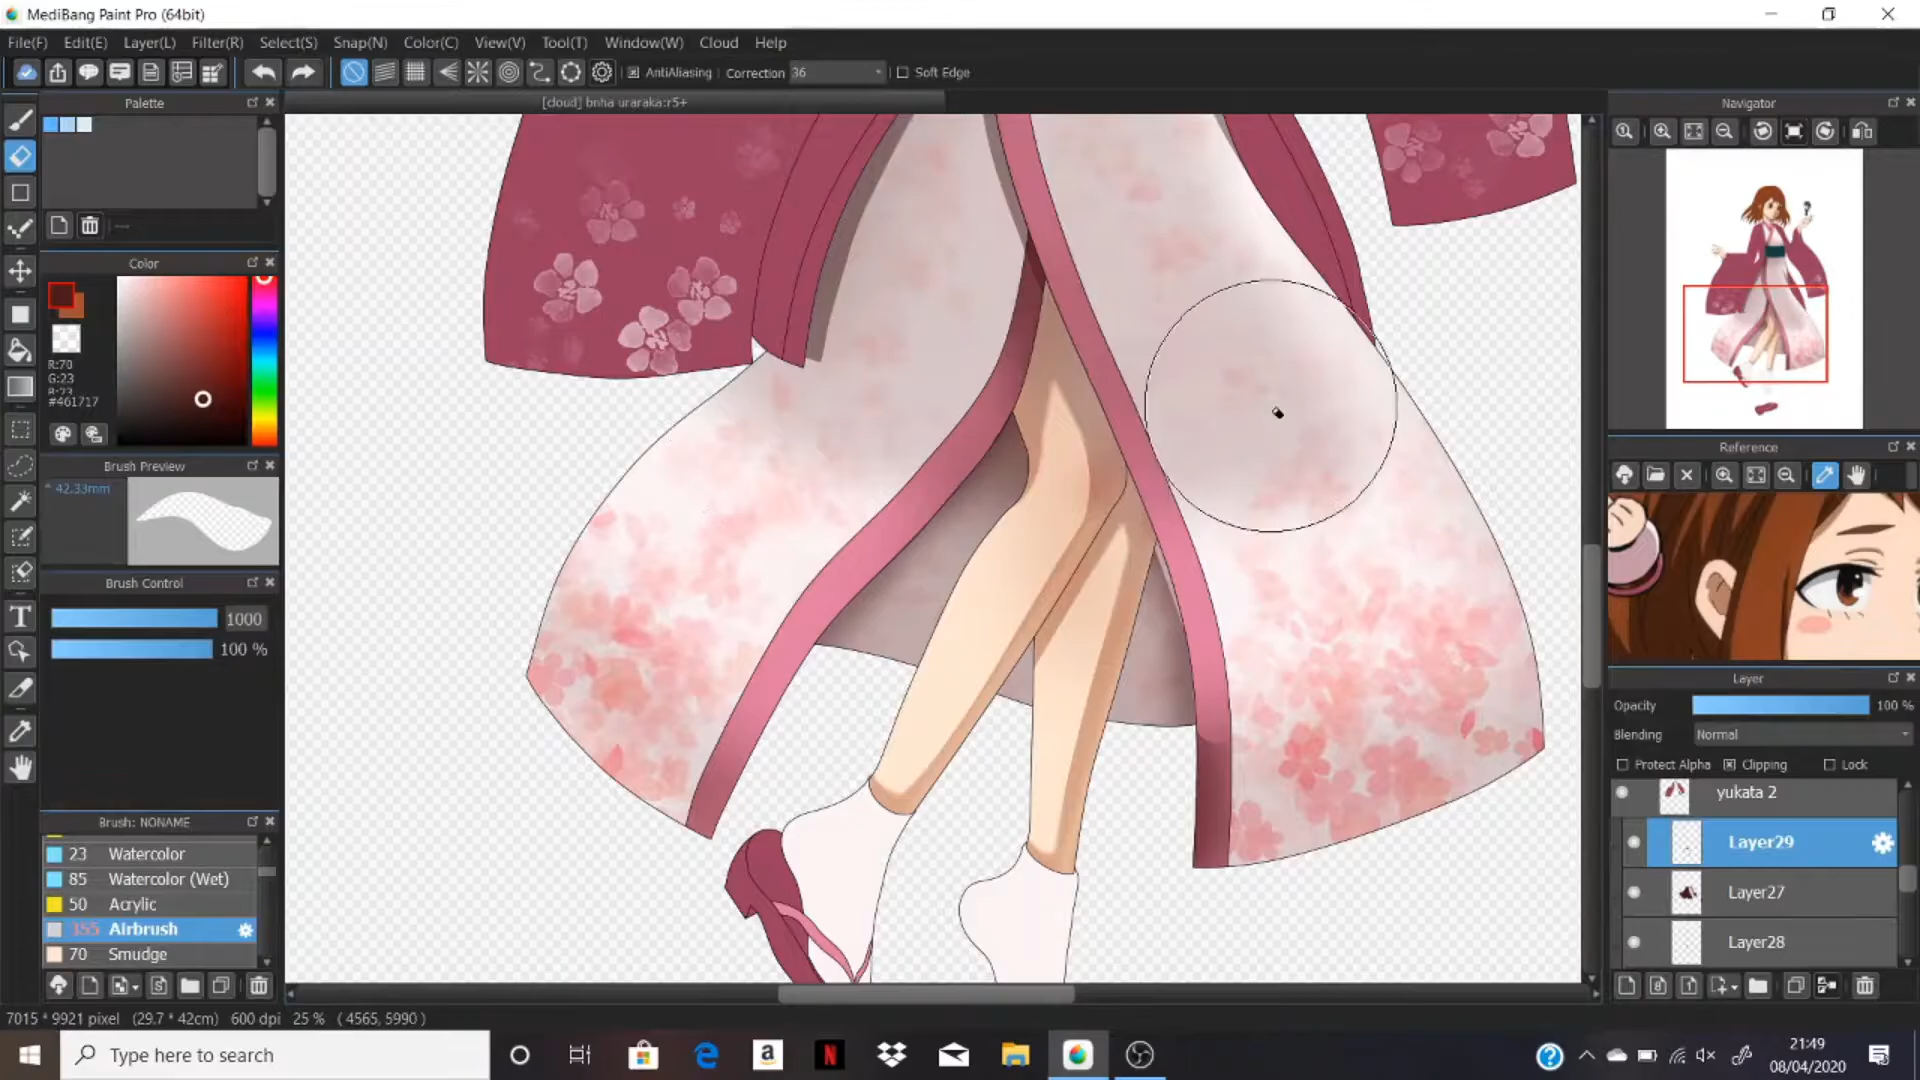 MediBang Paint Pro (64bit)
File(F) Edit(E) Layer(L) Filter(R) Select(S) Snap(N) Color(C) View(V) Tool(T) Window(W) Cloud Help
AntiAliasing Correction 36 Soft Edge
Palette
[cloud] bnha uraraka:r5+
Navigator
Color
R:70
G:23
B:23
#461717
Brush Preview
42.33mm
Brush Control
1000
100 %
Brush: NONAME
23 Watercolor
85 Watercolor (Wet)
50 Acrylic
355 Airbrush
70 Smudge
Reference
Layer
Opacity 100 %
Blending Normal
Protect Alpha Clipping Lock
yukata 2
Layer29
Layer27
Layer28
7015 * 9921 pixel (29.7 * 42cm) 600 dpi 25 % ( 4565, 5990 )
Type here to search
21:49
08/04/2020